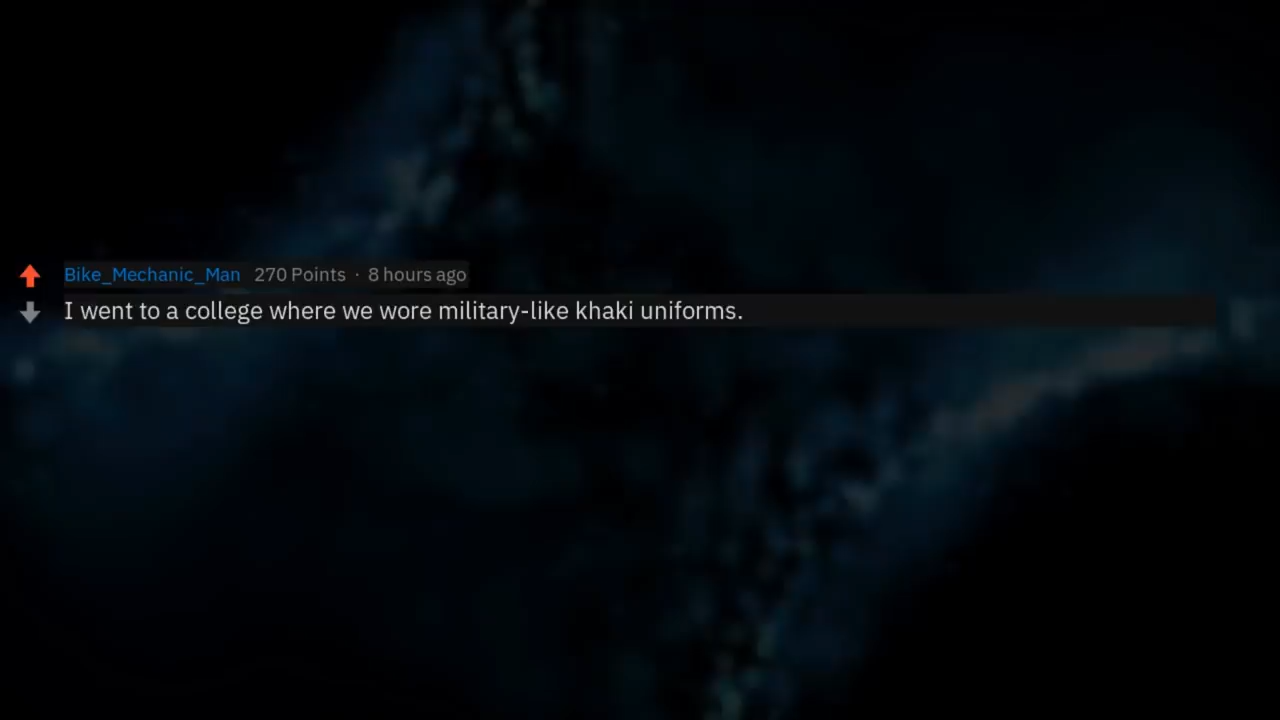 Bike_Mechanic_Man 270 Points · 8 hours ago
I went to a college where we wore military-like khaki uniforms.